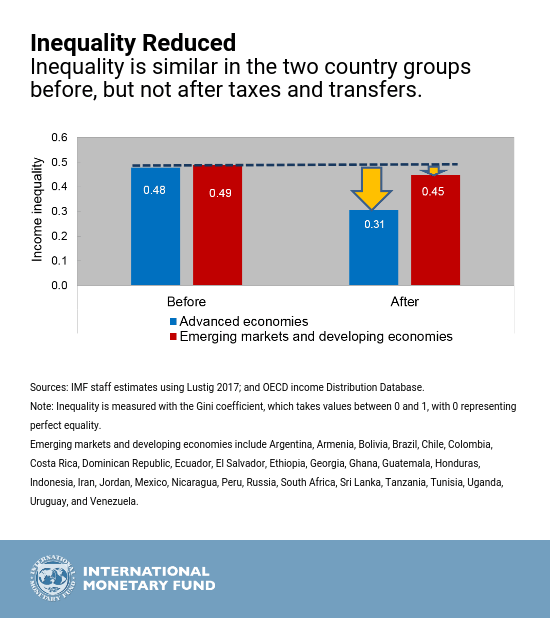 Inequality Reduced
Inequality is similar in the two country groups
before, but not after taxes and transfers.
Income inequality
0.6
0.5
0.4
0.3
0.2
0.1
0.0
0.48
0.49
0.31
0.45
Before
After
Advanced economies
Emerging markets and developing economies
Sources: IMF staff estimates using Lustig 2017; and OECD income Distribution Database.
Note: Inequality is measured with the Gini coefficient, which takes values between 0 and 1, with 0 representing
perfect equality.
Emerging markets and developing economies include Argentina, Armenia, Bolivia, Brazil, Chile, Colombia,
Costa Rica, Dominican Republic, Ecuador, El Salvador, Ethiopia, Georgia, Ghana, Guatemala, Honduras,
Indonesia, Iran, Jordan, Mexico, Nicaragua, Peru, Russia, South Africa, Sri Lanka, Tanzania, Tunisia, Uganda,
Uruguay, and Venezuela.
INTERNATIONAL
MONETARY FUND
INTERNATIONAL
MONETARY FUND